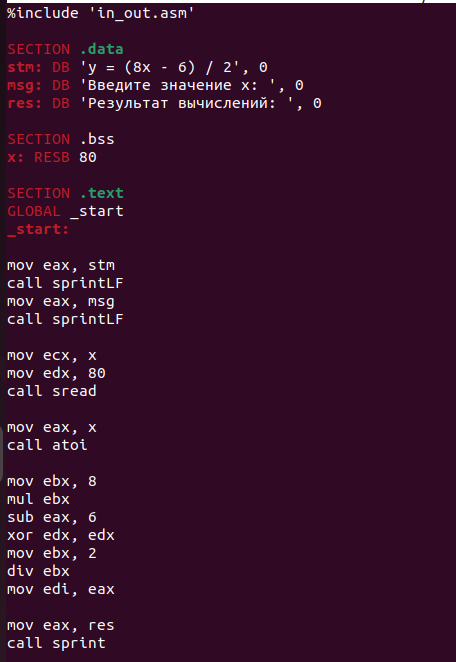 %include 'in_out.asm'
SECTION .data
stm: DB 'y = (8x - 6) / 2', 0
msg: DB 'Введите значение x: ', 0
res: DB 'Результат вычислений: ', 0
SECTION .bss
x: RESB 80
SECTION .text
GLOBAL _start
_start:
mov eax, stm
call sprintLF
mov eax, msg
call sprintLF
mov ecx, x
mov edx, 80
call sread
mov eax, x
call atoi
mov ebx, 8
mul ebx
sub eax, 6
xor edx, edx
mov ebx, 2
div ebx
mov edi, eax
mov eax, res
call sprint